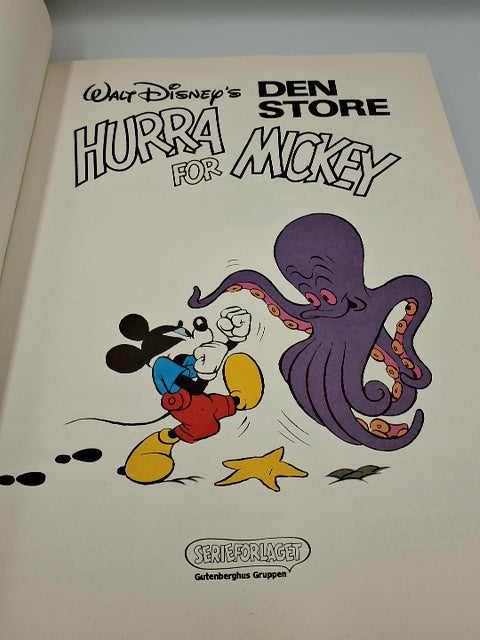 WALT DISNEY'S DEN STORE
HURRA FOR MICKEY
SERIEFORLAGET
Gutenberghus Gruppen